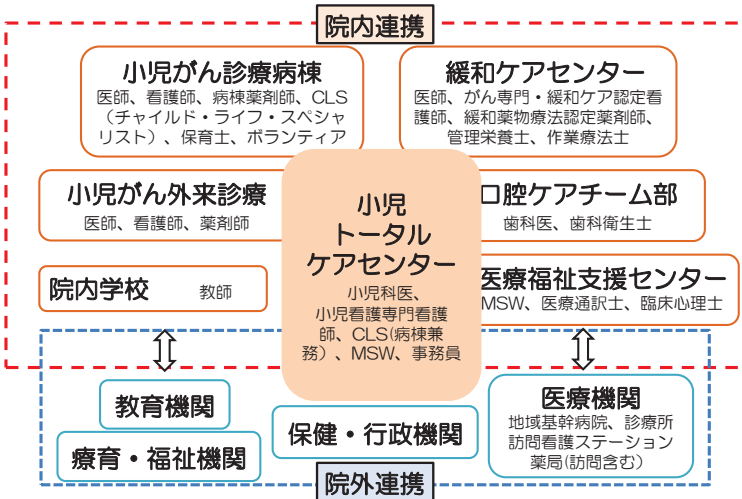 院内連携
小児がん診療病棟
医師、看護師、病棟薬剤師、CLS
（チャイルド・ライフ・スペシャ
リスト）、保育士、ボランティア
緩和ケアセンター
医師、がん専門・緩和ケア認定看
護師、緩和薬物療法認定薬剤師、
管理栄養士、作業療法士
小児がん外来診療
医師、看護師、薬剤師
口腔ケアチーム部
歯科医、歯科衛生士
小児
トータル
ケアセンター
小児科医、
小児看護専門看護
師、CLS(病棟兼
務）、MSW、事務員
院内学校 教師
医療福祉支援センター
MSW、医療通訳士、臨床心理士
教育機関
療育・福祉機関
保健・行政機関
医療機関
地域基幹病院、診療所
訪問看護ステーション
薬局(訪問含む）
院外連携